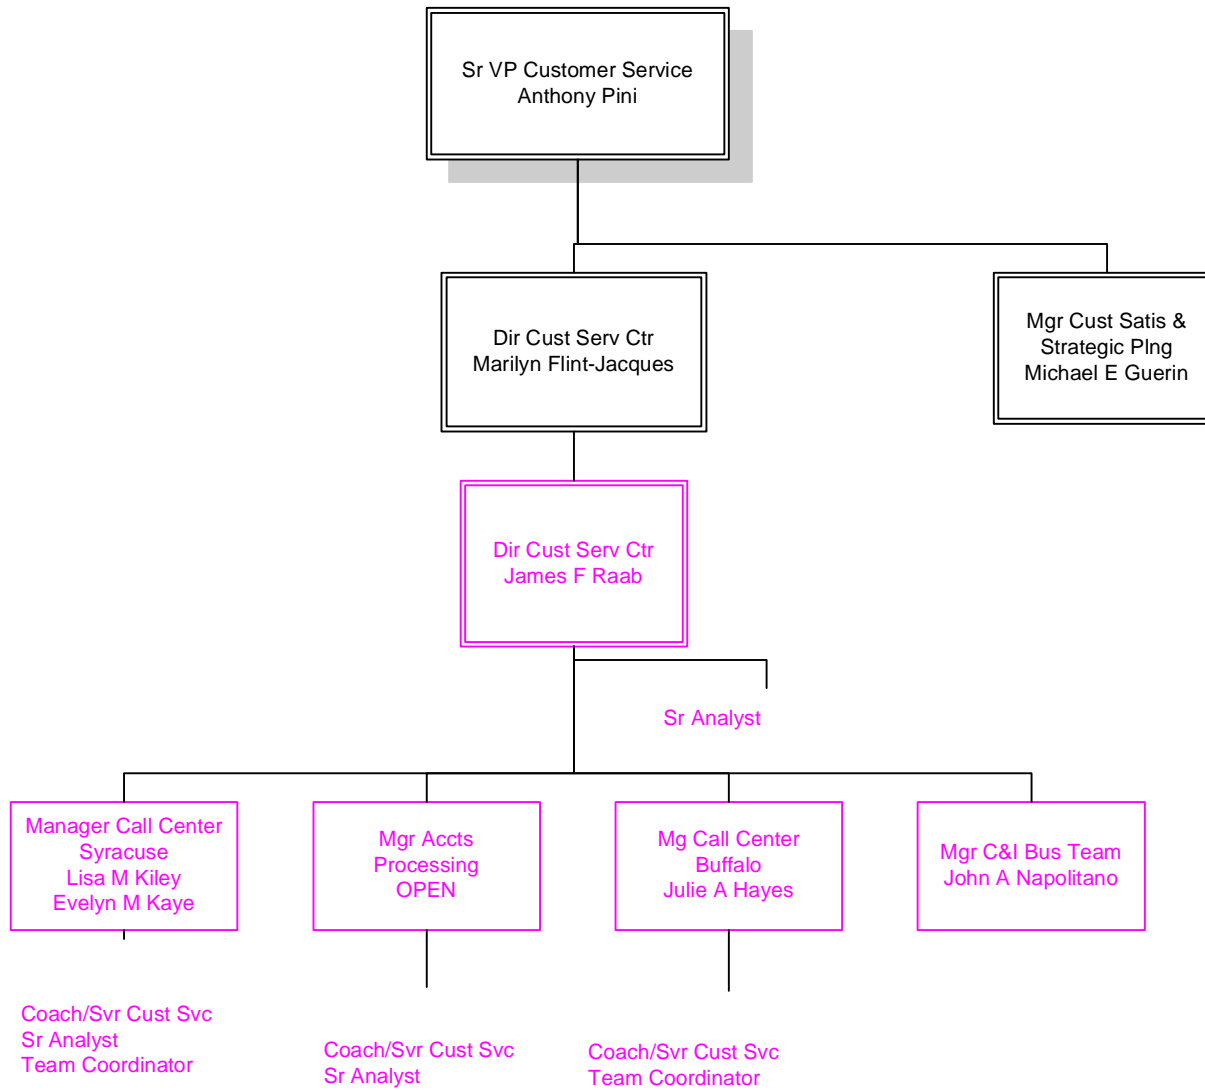 Sr VP Customer Service
Anthony Pini
Dir Cust Serv Ctr
Marilyn Flint-Jacques
Mgr Cust Satis &
Strategic Plng
Michael E Guerin
Dir Cust Serv Ctr
James F Raab
Sr Analyst
Manager Call Center
Syracuse
Lisa M Kiley
Evelyn M Kaye
Mgr Accts
Processing
OPEN
Mg Call Center
Buffalo
Julie A Hayes
Mgr C&I Bus Team
John A Napolitano
Coach/Svr Cust Svc
Sr Analyst
Team Coordinator
Coach/Svr Cust Svc
Sr Analyst
Coach/Svr Cust Svc
Team Coordinator